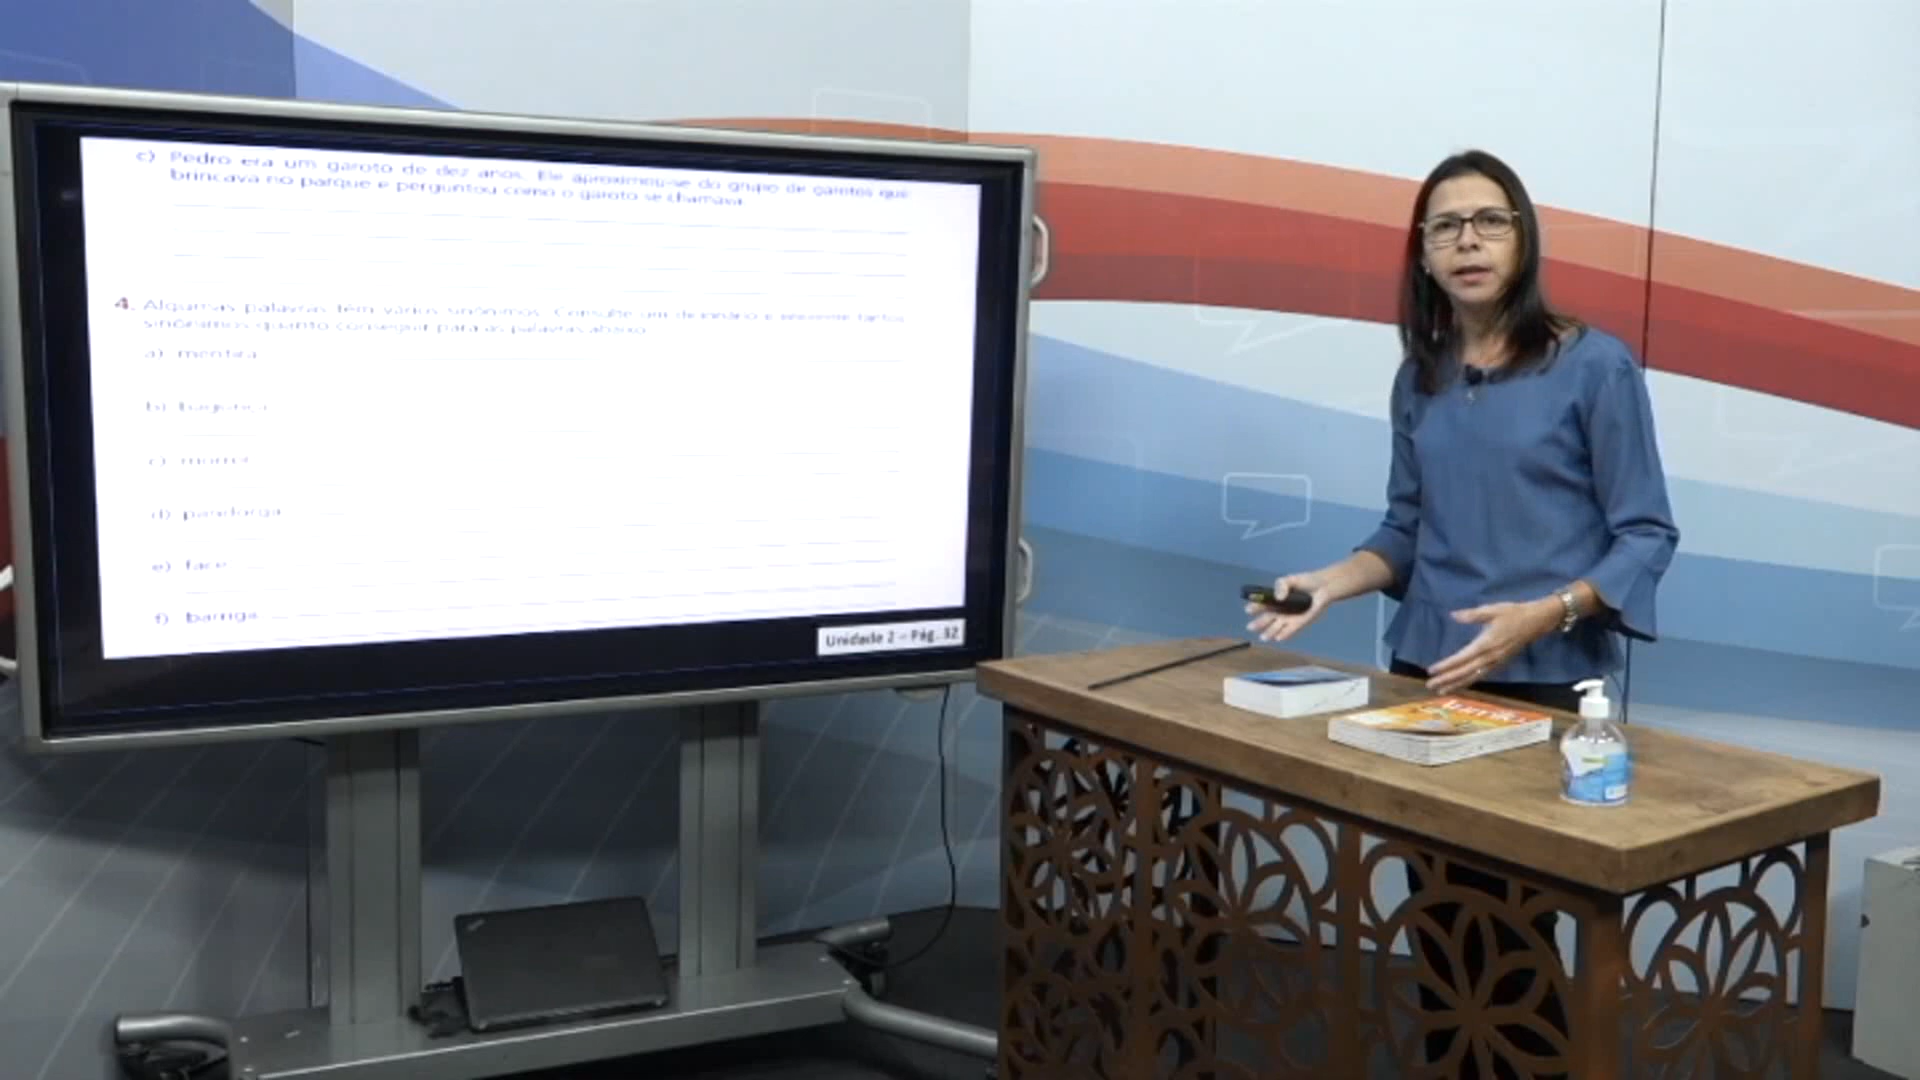 c) Pedro era um garoto de dez anos. Ele aproximou-se do grupo de garotos que
brincava no parque e perguntou como o garoto se chamava.
4. Algumas palavras têm vários sinônimos. Consulte um dicionário e apresente tantos
sinônimos quanto conseguir para as palavras abaixo.
a) mentira
b) bagunça
c) morrer
d) pandorga
e) face
f) barriga
Unidade 2 – Pág. 32